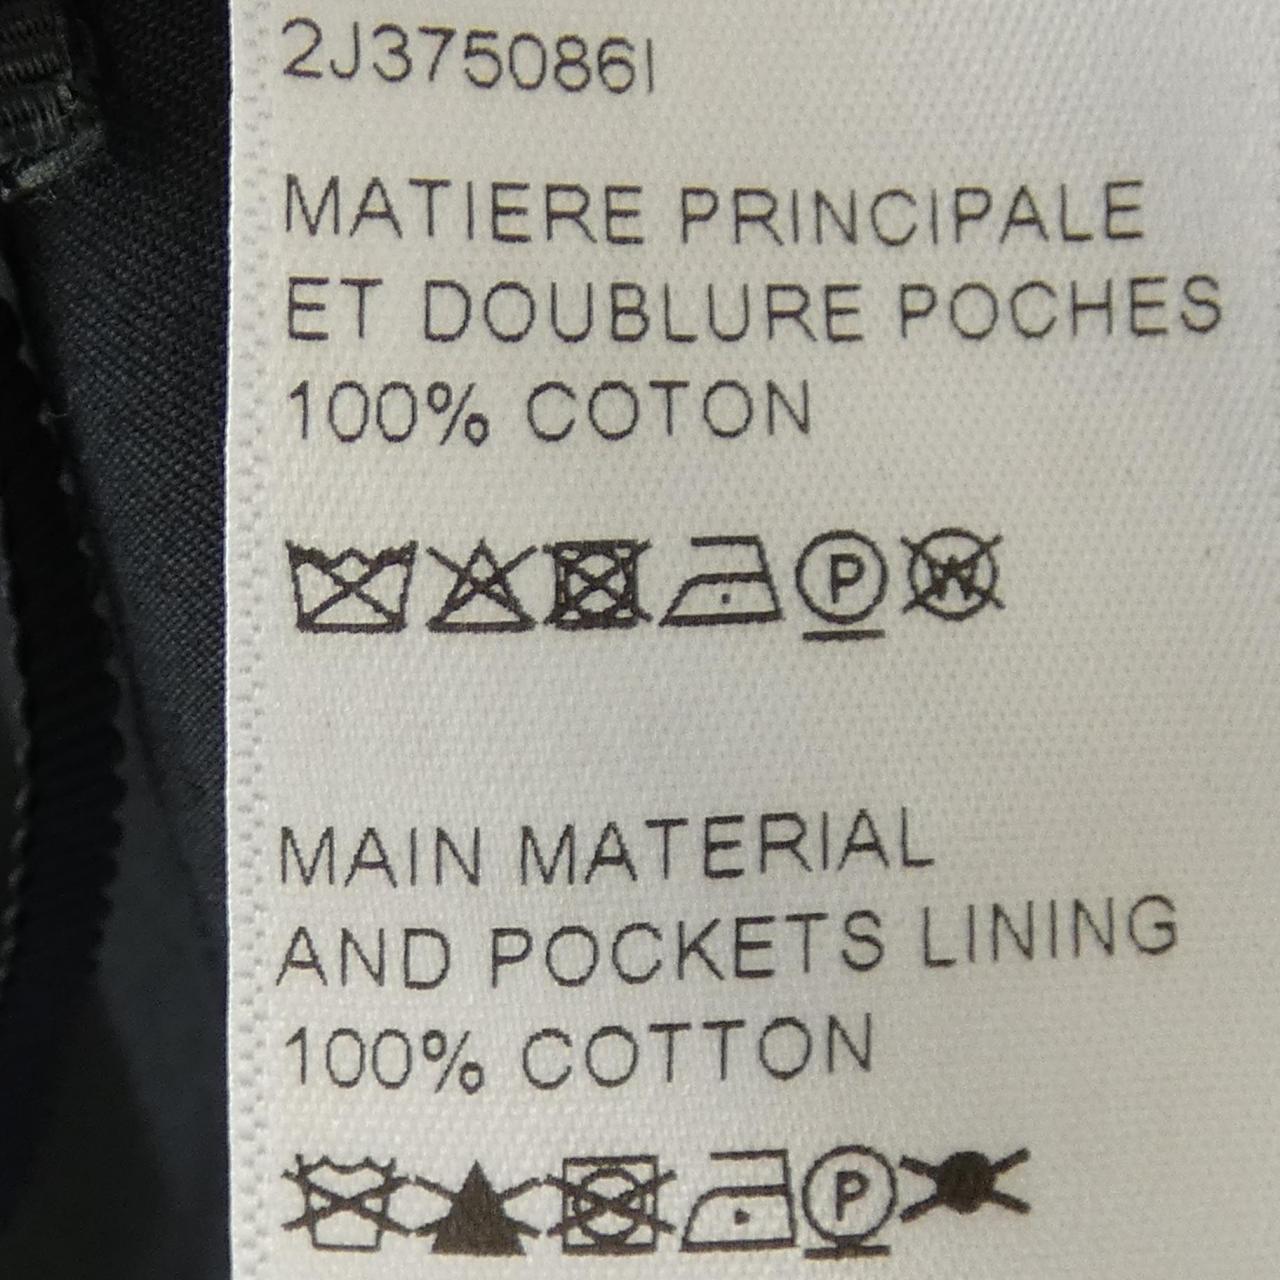 2J375086I
MATIERE PRINCIPALE
ET DOUBLURE POCHES
100% COTON
P W
MAIN MATERIAL
AND POCKETS LINING
100% COTTON
P